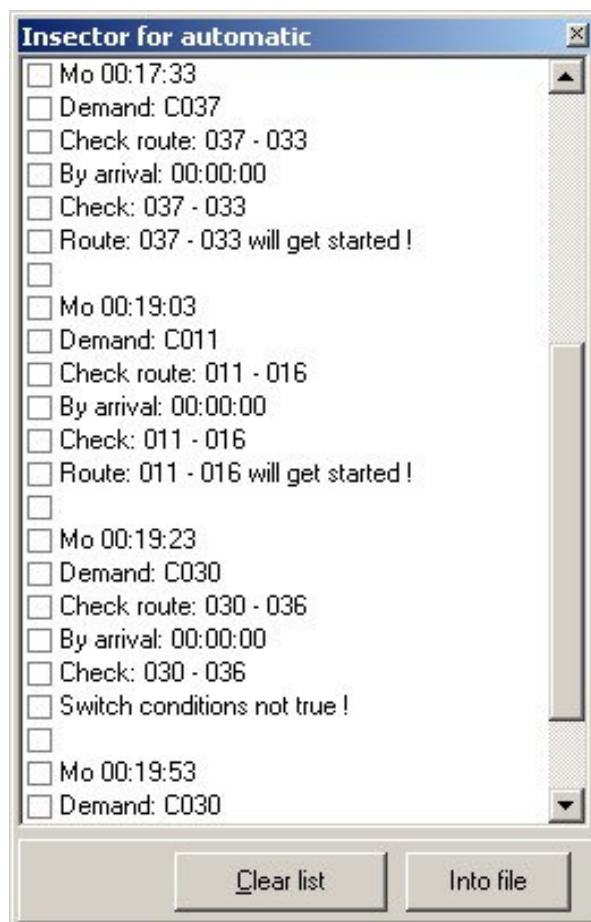 Insector for automatic
Mo 00:17:33
Demand: C037
Check route: 037 - 033
By arrival: 00:00:00
Check: 037 - 033
Route: 037 - 033 will get started !
Mo 00:19:03
Demand: C011
Check route: 011 - 016
By arrival: 00:00:00
Check: 011 - 016
Route: 011 - 016 will get started !
Mo 00:19:23
Demand: C030
Check route: 030 - 036
By arrival: 00:00:00
Check: 030 - 036
Switch conditions not true !
Mo 00:19:53
Demand: C030
Clear list
Into file